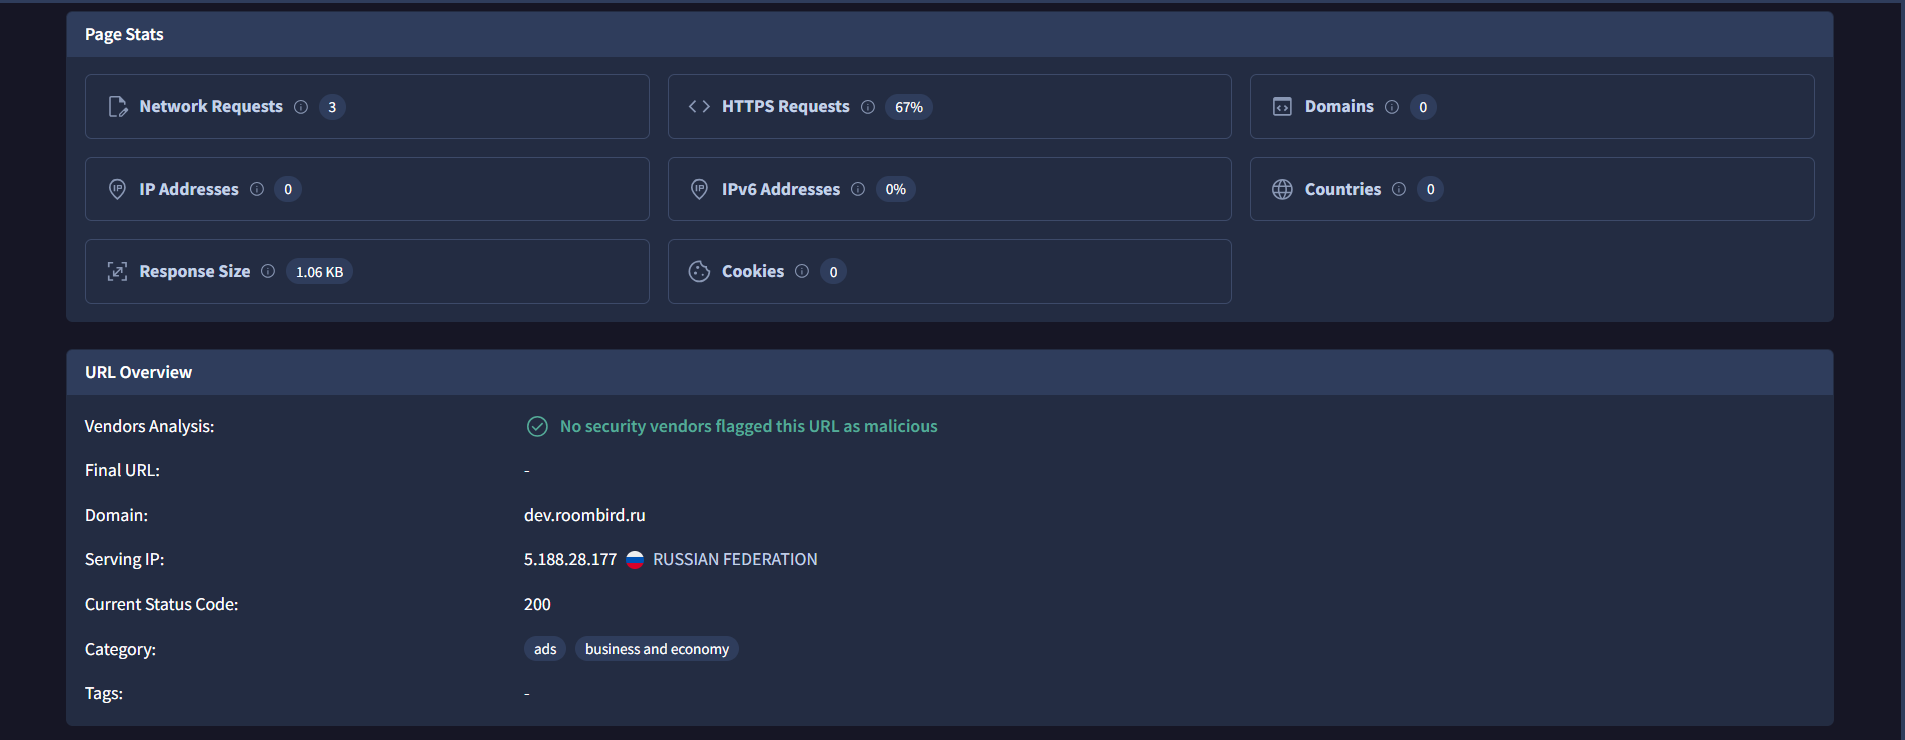 Page Stats
Network Requests 3
HTTPS Requests 67%
Domains 0
IP Addresses 0
IPv6 Addresses 0%
Countries 0
Response Size 1.06 KB
Cookies 0
URL Overview
Vendors Analysis: No security vendors flagged this URL as malicious
Final URL: -
Domain: dev.roombird.ru
Serving IP: 5.188.28.177 RUSSIAN FEDERATION
Current Status Code: 200
Category: ads business and economy
Tags: -